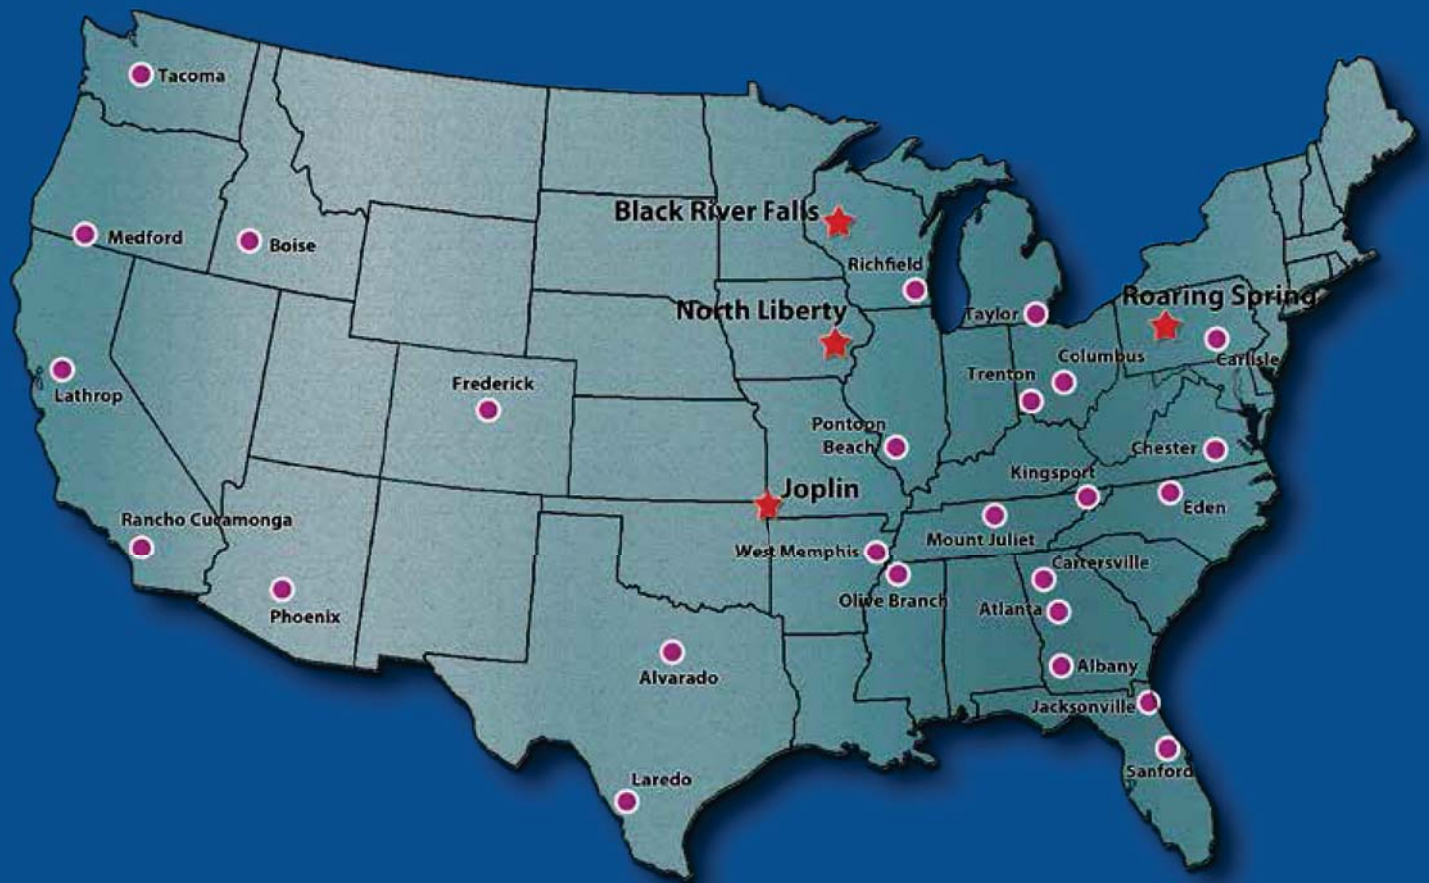 Tacoma
Black River Falls
Medford
Boise
Richfield
Roaring Spring
North Liberty
Taylor
Columbus
Carlisle
Trenton
Frederick
Lathrop
Pontoon
Beach
Chester
Kingsport
Joplin
Eden
Rancho Cucamonga
Mount Juliet
West Memphis
Cartersville
Olive Branch
Atlanta
Phoenix
Albany
Alvarado
Jacksonville
Sanford
Laredo